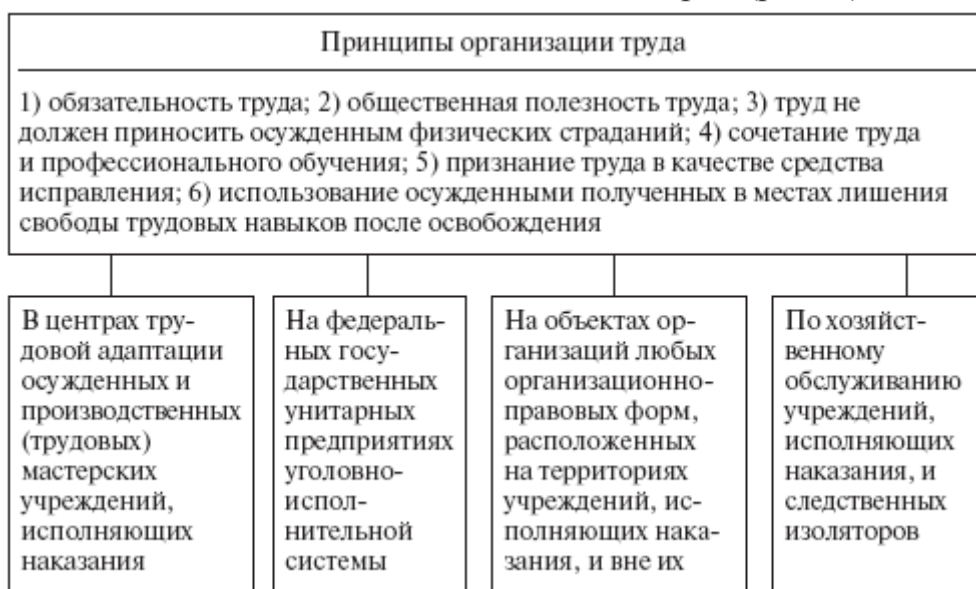 Принципы организации труда
1) обязательность труда; 2) общественная полезность труда; 3) труд не
должен приносить осужденным физических страданий; 4) сочетание труда
и профессионального обучения; 5) признание труда в качестве средства
исправления; 6) использование осужденными полученных в местах лишения
свободы трудовых навыков после освобождения
В центрах тру-
довой адаптации
осужденных и
производственных
(трудовых)
мастерских
учреждений,
исполняющих
наказания
На федераль-
ных госу-
дарственных
унитарных
предприятиях
уголовно-
испол-
нительной
системы
На объектах ор-
ганизаций любых
организационно-
правовых форм,
расположенных
на территориях
учреждений, ис-
полняющих нака-
зания, и вне их
По хозяйст-
венному
обслуживанию
учреждений,
исполняющих
наказания, и
следственных
изоляторов